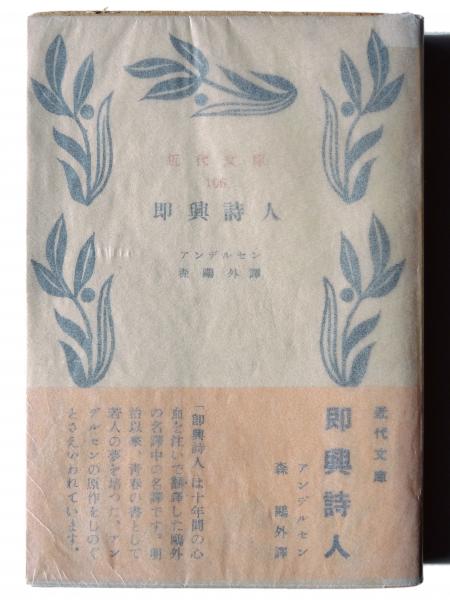 近代文庫
106
即興詩人
アンデルセン
森鷗外譯
近代文庫
即興詩人
アンデルセン
森鷗外譯
「即興詩人」は十年間の心
血を注いで飜譯した鷗外
の名譯中の名譯です。明
治以來、靑春の書として
若人の夢を培つた、アン
デルセンの原作をしのぐ
とさえいわれています。